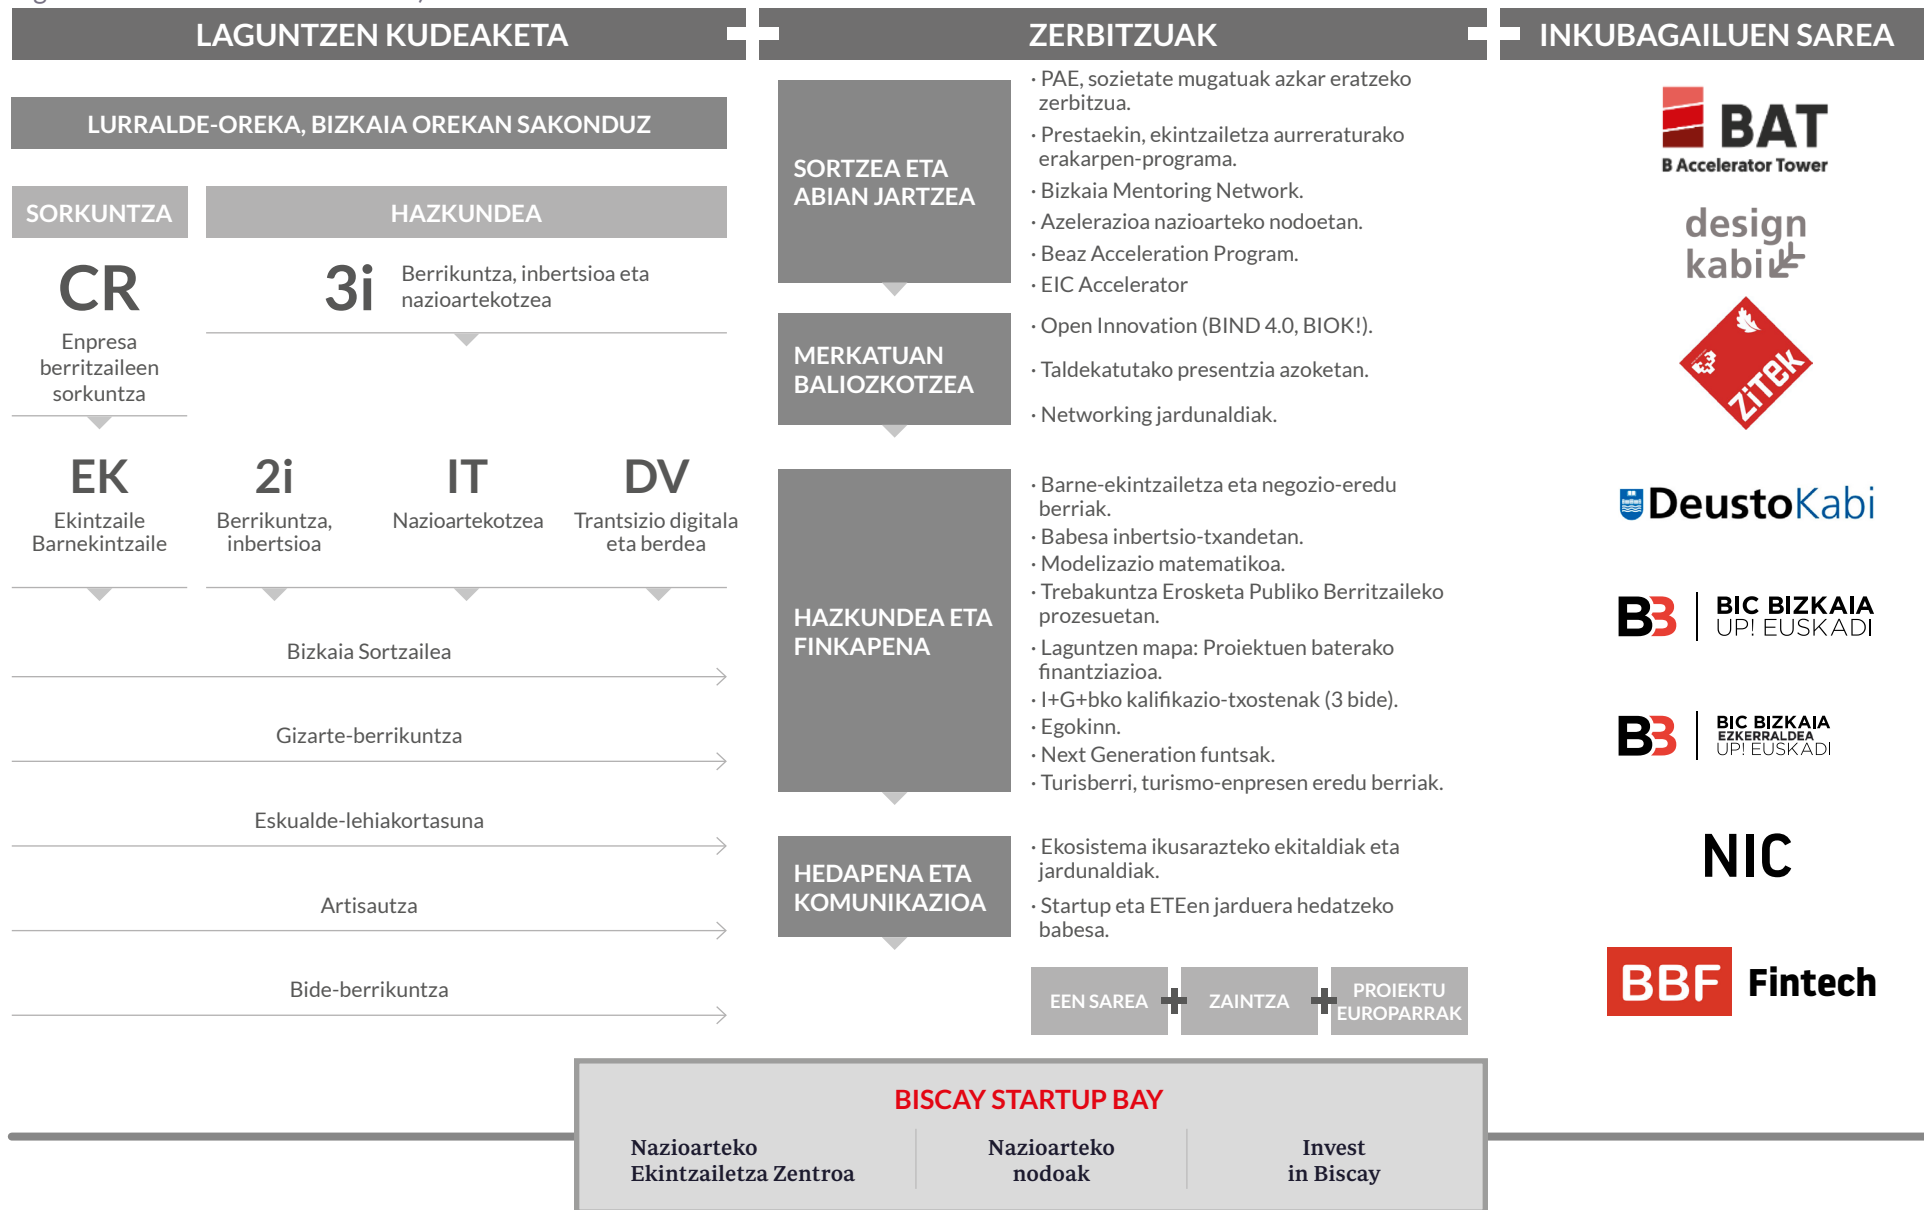 LAGUNTZEN KUDEAKETA
LURRALDE-OREKA, BIZKAIA OREKAN SAKONDUZ
SORKUNTZA
HAZKUNDEA
CR
Enpresa
berritzaileen
sorkuntza
3i
Berrikuntza, inbertsioa eta
nazioartekotzea
EK
Ekintzaile
Barnekintzaile
2i
Berrikuntza,
inbertsioa
IT
Nazioartekotzea
DV
Trantsizio digitala
eta berdea
Bizkaia Sortzailea
Gizarte-berrikuntza
Eskualde-lehiakortasuna
Artisautza
Bide-berrikuntza
ZERBITZUAK
SORTZEA ETA
ABIAN JARTZEA
· PAE, sozietate mugatuak azkar eratzeko
zerbitzua.
· Prestaekin, ekintzailetza aurreraturako
erakarpen-programa.
· Bizkaia Mentoring Network.
· Azelerazioa nazioarteko nodoetan.
· Beaz Acceleration Program.
· EIC Accelerator
MERKATUAN
BALIOZKOTZEA
· Open Innovation (BIND 4.0, BIOK!).
· Taldekatutako presentzia azoketan.
· Networking jardunaldiak.
HAZKUNDEA ETA
FINKAPENA
· Barne-ekintzailetza eta negozio-eredu
berriak.
· Babesa inbertsio-txandetan.
· Modelizazio matematikoa.
· Trebakuntza Erosketa Publiko Berritzaileko
prozesuetan.
· Laguntzen mapa: Proiektuen baterako
finantziazioa.
· I+G+bko kalifikazio-txostenak (3 bide).
· Egokinn.
· Next Generation funtsak.
· Turisberri, turismo-enpresen eredu berriak.
HEDAPENA ETA
KOMUNIKAZIOA
· Ekosistema ikusarazteko ekitaldiak eta
jardunaldiak.
· Startup eta ETEen jarduera hedatzeko
babesa.
EEN SAREA
ZAINTZA
PROIEKTU
EUROPARRAK
INKUBAGAILUEN SAREA
BAT
B Accelerator Tower
design
kabi
ZITEK
DeustoKabi
B3
BIC BIZKAIA
UP! EUSKADI
B3
BIC BIZKAIA
EZKERRALDEA
UP! EUSKADI
NIC
BBF Fintech
BISCAY STARTUP BAY
Nazioarteko
Ekintzailetza Zentroa
Nazioarteko
nodoak
Invest
in Biscay